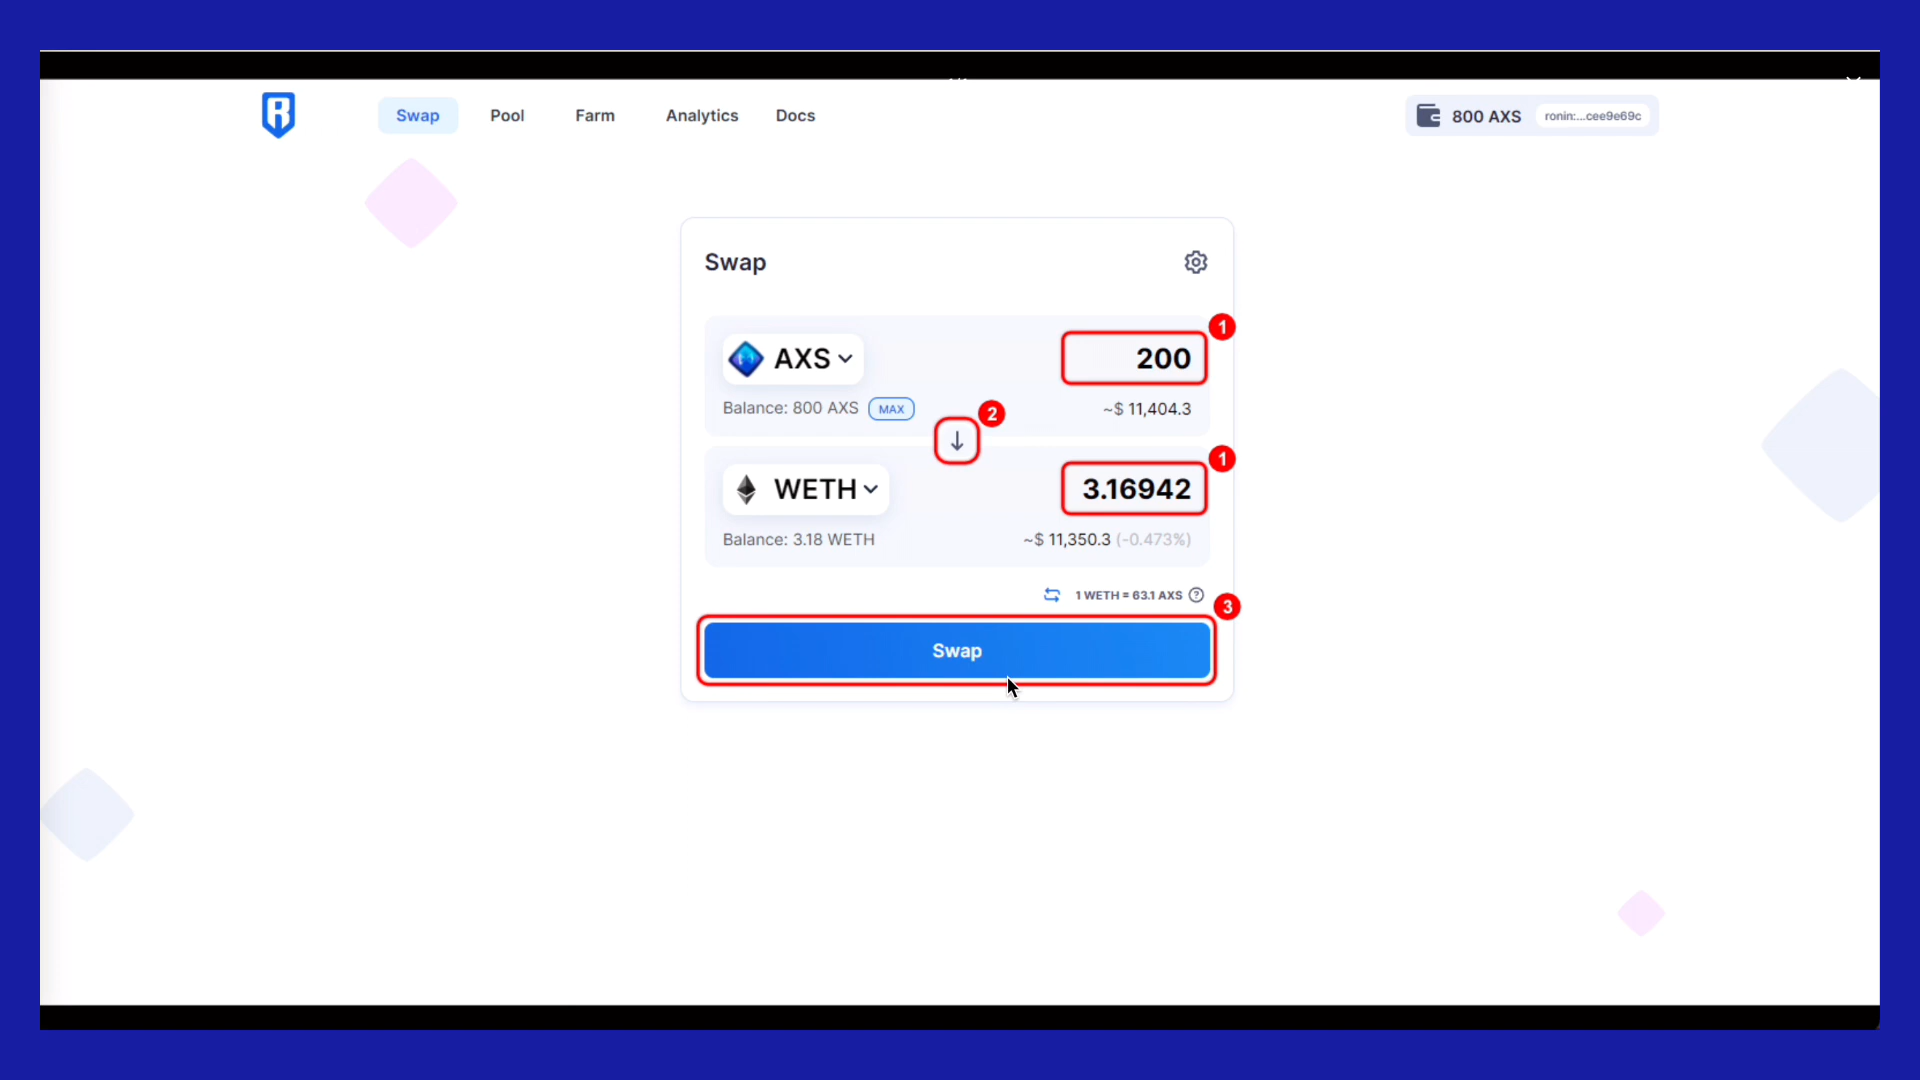 Swap Pool Farm Analytics Docs 800 AXS ronin:...cee9e69c
Swap
1
AXS 200
Balance: 800 AXS MAX ~$ 11,404.3
2
1
WETH 3.16942
Balance: 3.18 WETH ~$ 11,350.3 (-0.473%)
1 WETH = 63.1 AXS ?
3
Swap